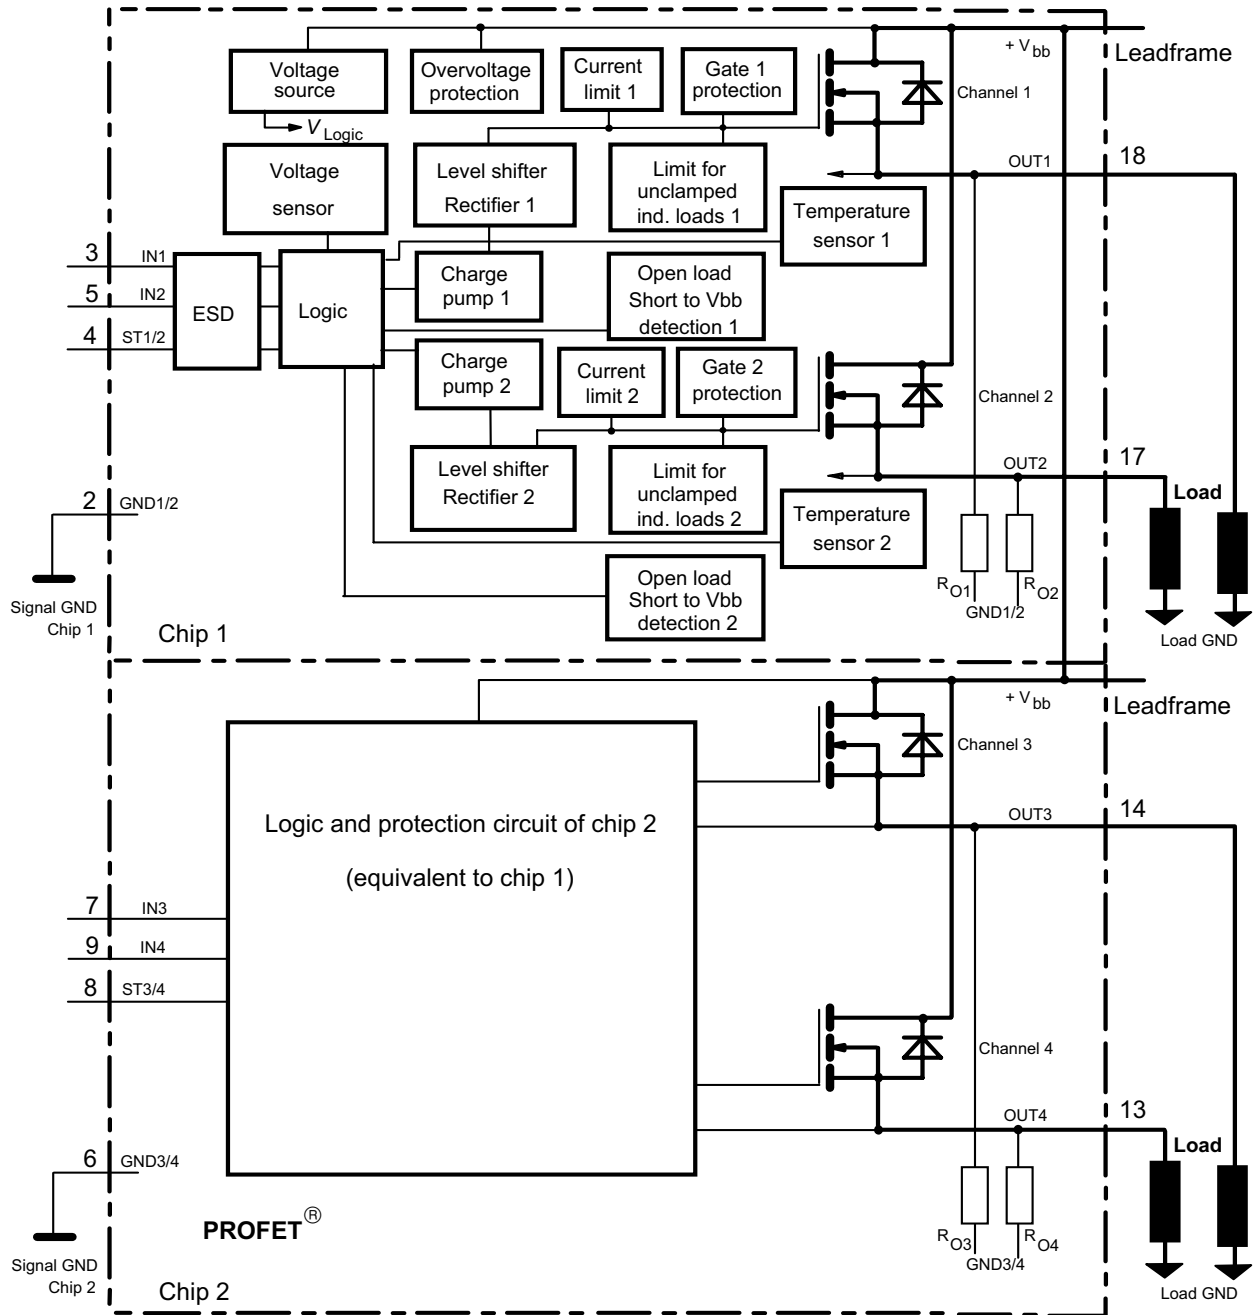 + Vbb
Leadframe
Voltage
source
Overvoltage
protection
Current
limit 1
Gate 1
protection
Channel 1
VLogic
Voltage
sensor
Level shifter
Rectifier 1
Limit for
unclamped
ind. loads 1
OUT1
18
Temperature
sensor 1
3
IN1
5
IN2
4
ST1/2
ESD
Logic
Charge
pump 1
Open load
Short to Vbb
detection 1
Charge
pump 2
Current
limit 2
Gate 2
protection
Channel 2
Level shifter
Rectifier 2
Limit for
unclamped
ind. loads 2
OUT2
17
Load
2
GND1/2
Temperature
sensor 2
Signal GND
Chip 1
Open load
Short to Vbb
detection 2
RO1
RO2
GND1/2
Load GND
Chip 1
+ Vbb
Leadframe
Channel 3
Logic and protection circuit of chip 2
(equivalent to chip 1)
OUT3
14
7
IN3
9
IN4
8
ST3/4
Channel 4
OUT4
13
Load
6
GND3/4
PROFET®
RO3
RO4
GND3/4
Signal GND
Chip 2
Load GND
Chip 2